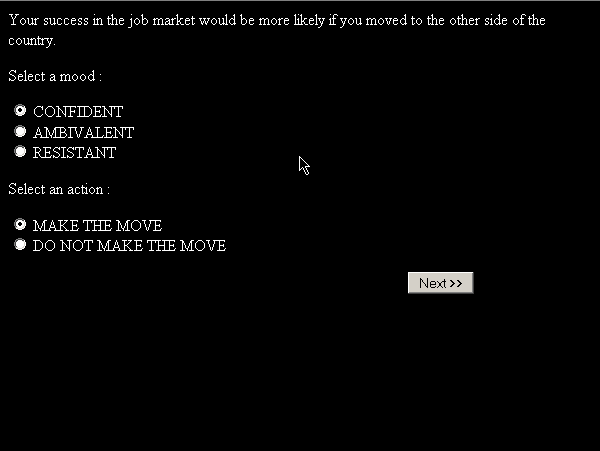 Your success in the job market would be more likely if you moved to the other side of the
country.
Select a mood :
CONFIDENT
AMBIVALENT
RESISTANT
Select an action :
MAKE THE MOVE
DO NOT MAKE THE MOVE
Next >>